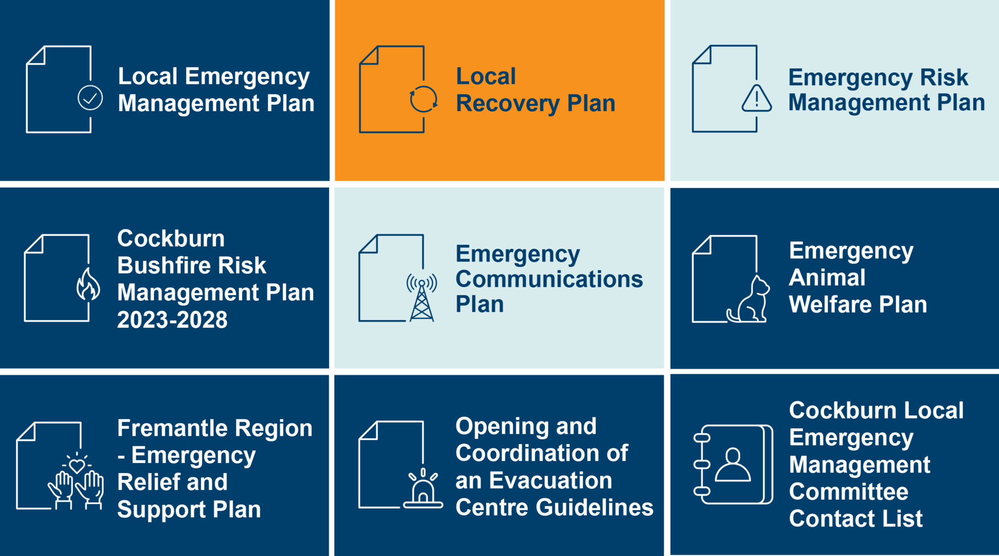 Local Emergency
Management Plan
Local
Recovery Plan
Emergency Risk
Management Plan
Cockburn
Bushfire Risk
Management Plan
2023-2028
Emergency
Communications
Plan
Emergency
Animal
Welfare Plan
Fremantle Region
- Emergency
Relief and
Support Plan
Opening and
Coordination of
an Evacuation
Centre Guidelines
Cockburn Local
Emergency
Management
Committee
Contact List